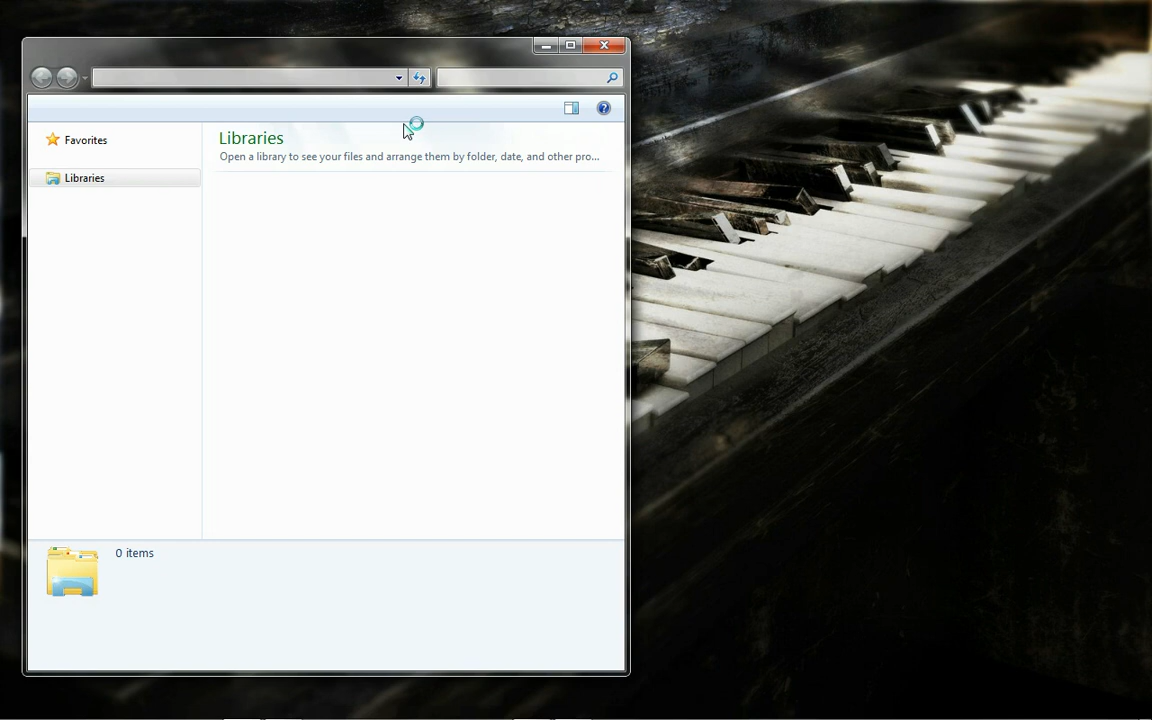 Favorites
Libraries
Libraries
Open a library to see your files and arrange them by folder, date, and other pro...
0 items